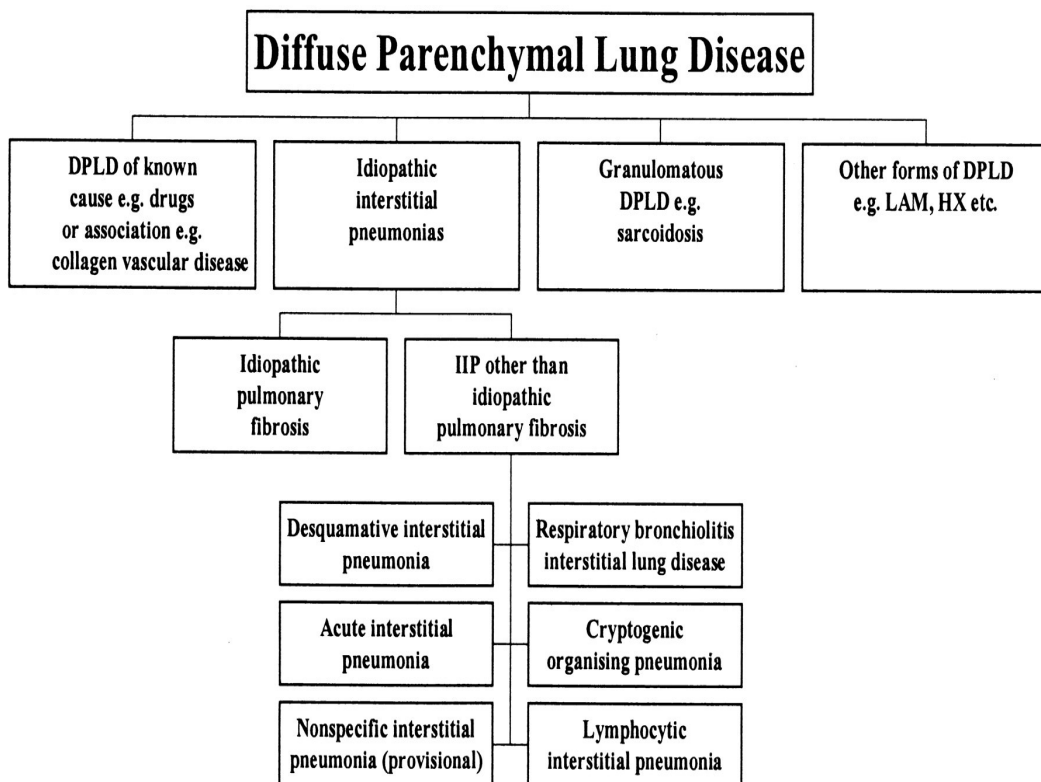 Diffuse Parenchymal Lung Disease
DPLD of known
cause e.g. drugs
or association e.g.
collagen vascular disease
Idiopathic
interstitial
pneumonias
Granulomatous
DPLD e.g.
sarcoidosis
Other forms of DPLD
e.g. LAM, HX etc.
Idiopathic
pulmonary
fibrosis
IIP other than
idiopathic
pulmonary fibrosis
Desquamative interstitial
pneumonia
Respiratory bronchiolitis
interstitial lung disease
Acute interstitial
pneumonia
Cryptogenic
organising pneumonia
Nonspecific interstitial
pneumonia (provisional)
Lymphocytic
interstitial pneumonia